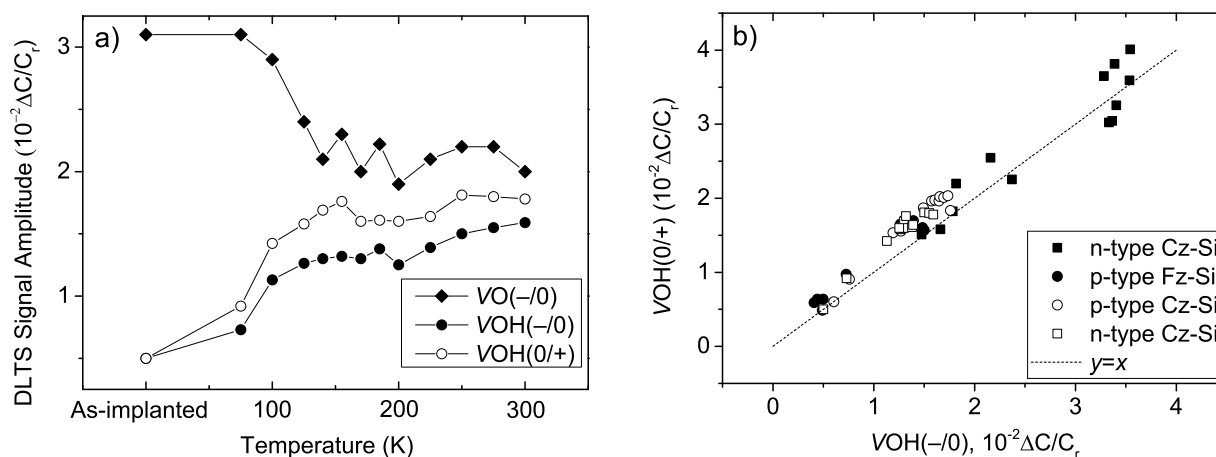 a)
DLTS Signal Amplitude (10⁻²ΔC/Cᵣ)
3
2
1
VO(–/0)
VOH(–/0)
VOH(0/+)
As-implanted 100 200 300
Temperature (K)
b)
VOH(0/+) (10⁻²ΔC/Cᵣ)
4
3
2
1
0
n-type Cz-Si
p-type Fz-Si
p-type Cz-Si
n-type Cz-Si
y=x
0 1 2 3 4
VOH(–/0), 10⁻²ΔC/Cᵣ